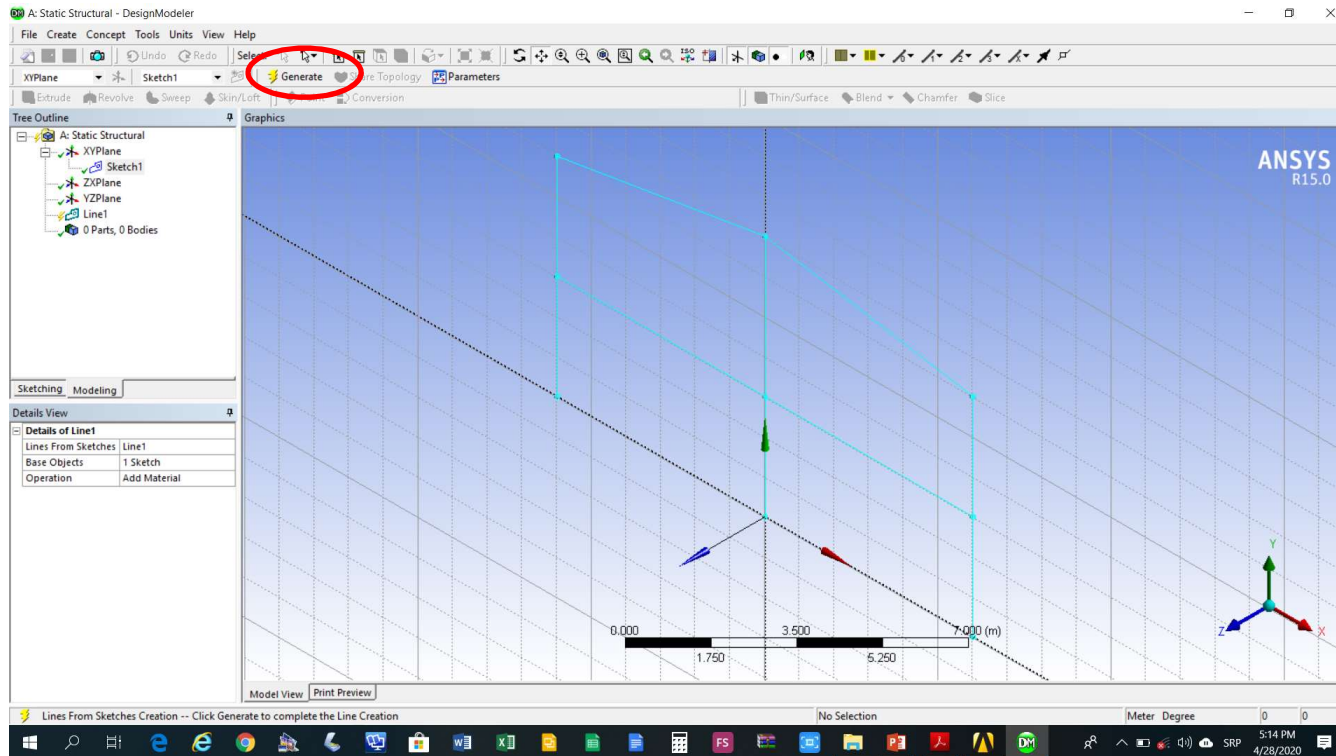 A: Static Structural - DesignModeler
File Create Concept Tools Units View Help
Undo Redo
XYPlane Sketch1 Generate Topology Parameters
Extrude Revolve Sweep Skin/Loft Conversion Thin/Surface Blend Chamfer Slice
Tree Outline
A: Static Structural
XYPlane
Sketch1
ZXPlane
YZPlane
Line1
0 Parts, 0 Bodies
Sketching Modeling
Details View
Details of Line1
Lines From Sketches Line1
Base Objects 1 Sketch
Operation Add Material
Graphics
ANSYS
R15.0
0.000 3.500 7.000 (m)
1.750 5.250
Y
Z X
Model View Print Preview
Lines From Sketches Creation -- Click Generate to complete the Line Creation No Selection Meter Degree 0 0
FS DM SRP 5:14 PM
4/28/2020